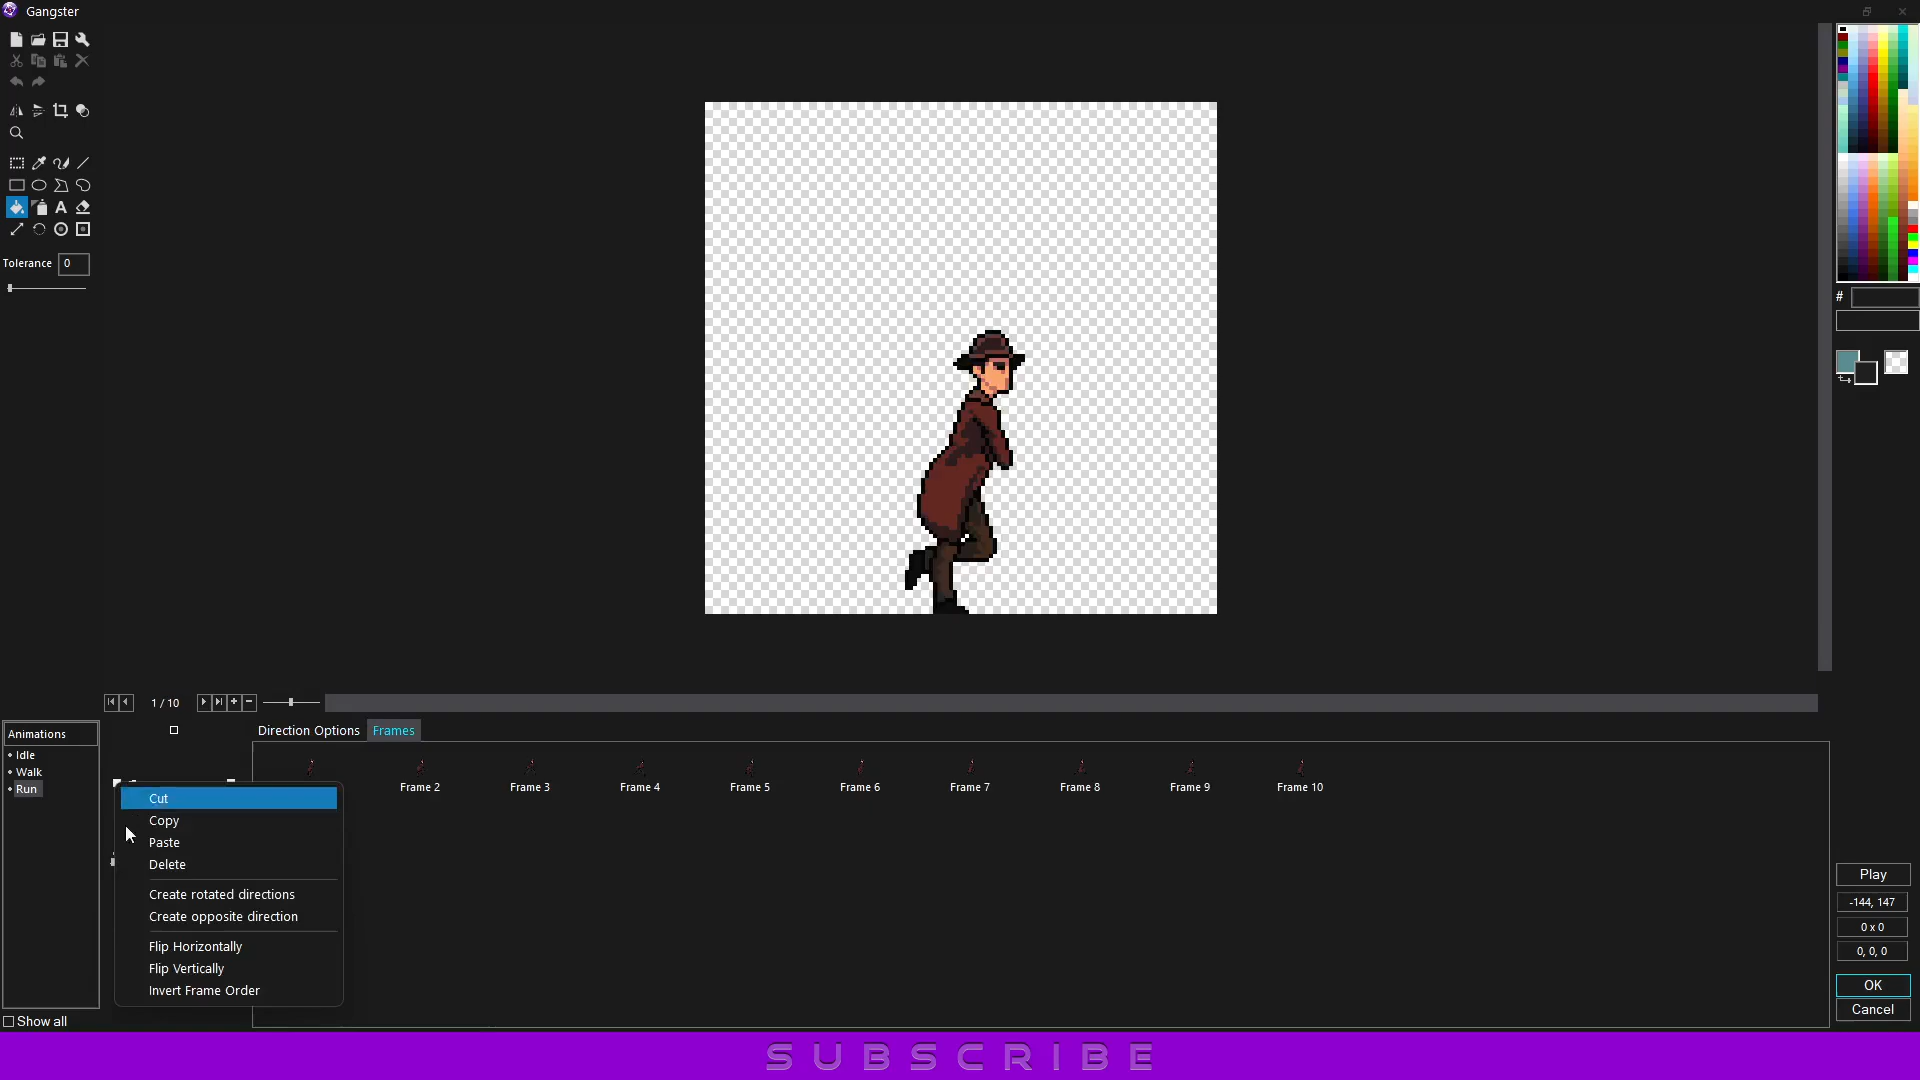 Gangster
A
Tolerance 0
#
1 / 10
Animations
Idle
Walk
Run
Show all
Direction Options Frames
Frame 2 Frame 3 Frame 4 Frame 5 Frame 6 Frame 7 Frame 8 Frame 9 Frame 10
Cut
Copy
Paste
Delete
Create rotated directions
Create opposite direction
Flip Horizontally
Flip Vertically
Invert Frame Order
Play
-144, 147
0 x 0
0, 0, 0
OK
Cancel
SUBSCRIBE